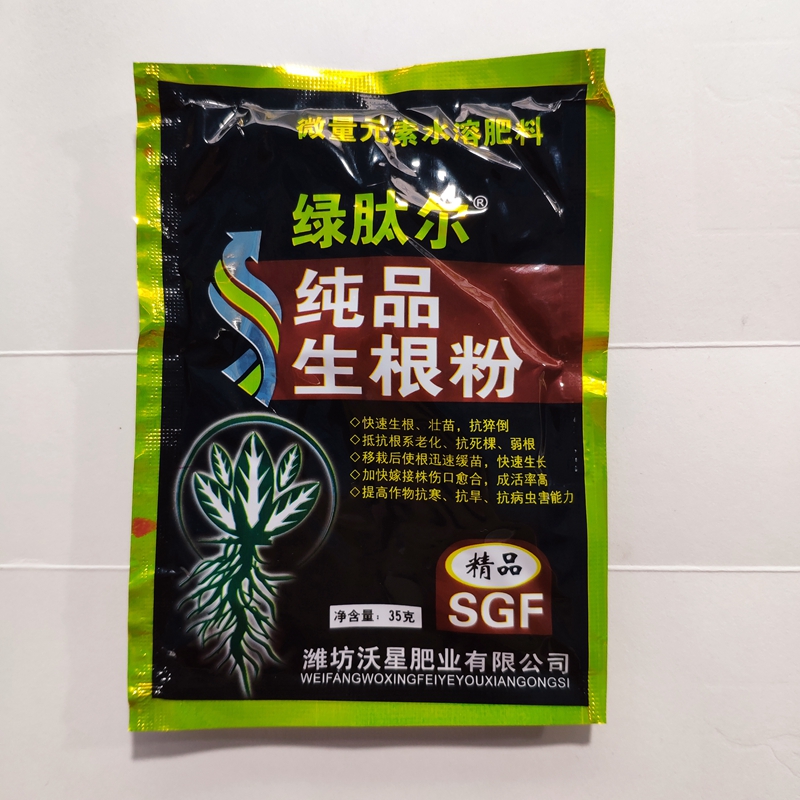 微量元素水溶肥料
绿肽尔®
纯品
生根粉
◇快速生根、壮苗，抗猝倒
◇抵抗根系老化、抗死棵、弱根
◇移栽后使根迅速缓苗，快速生长
◇加快嫁接株伤口愈合，成活率高
◇提高作物抗寒、抗旱、抗病虫害能力
精品
SGF
净含量：35克
潍坊沃星肥业有限公司
WEIFANGWOXINGFEIYEYOUXIANGONGSI